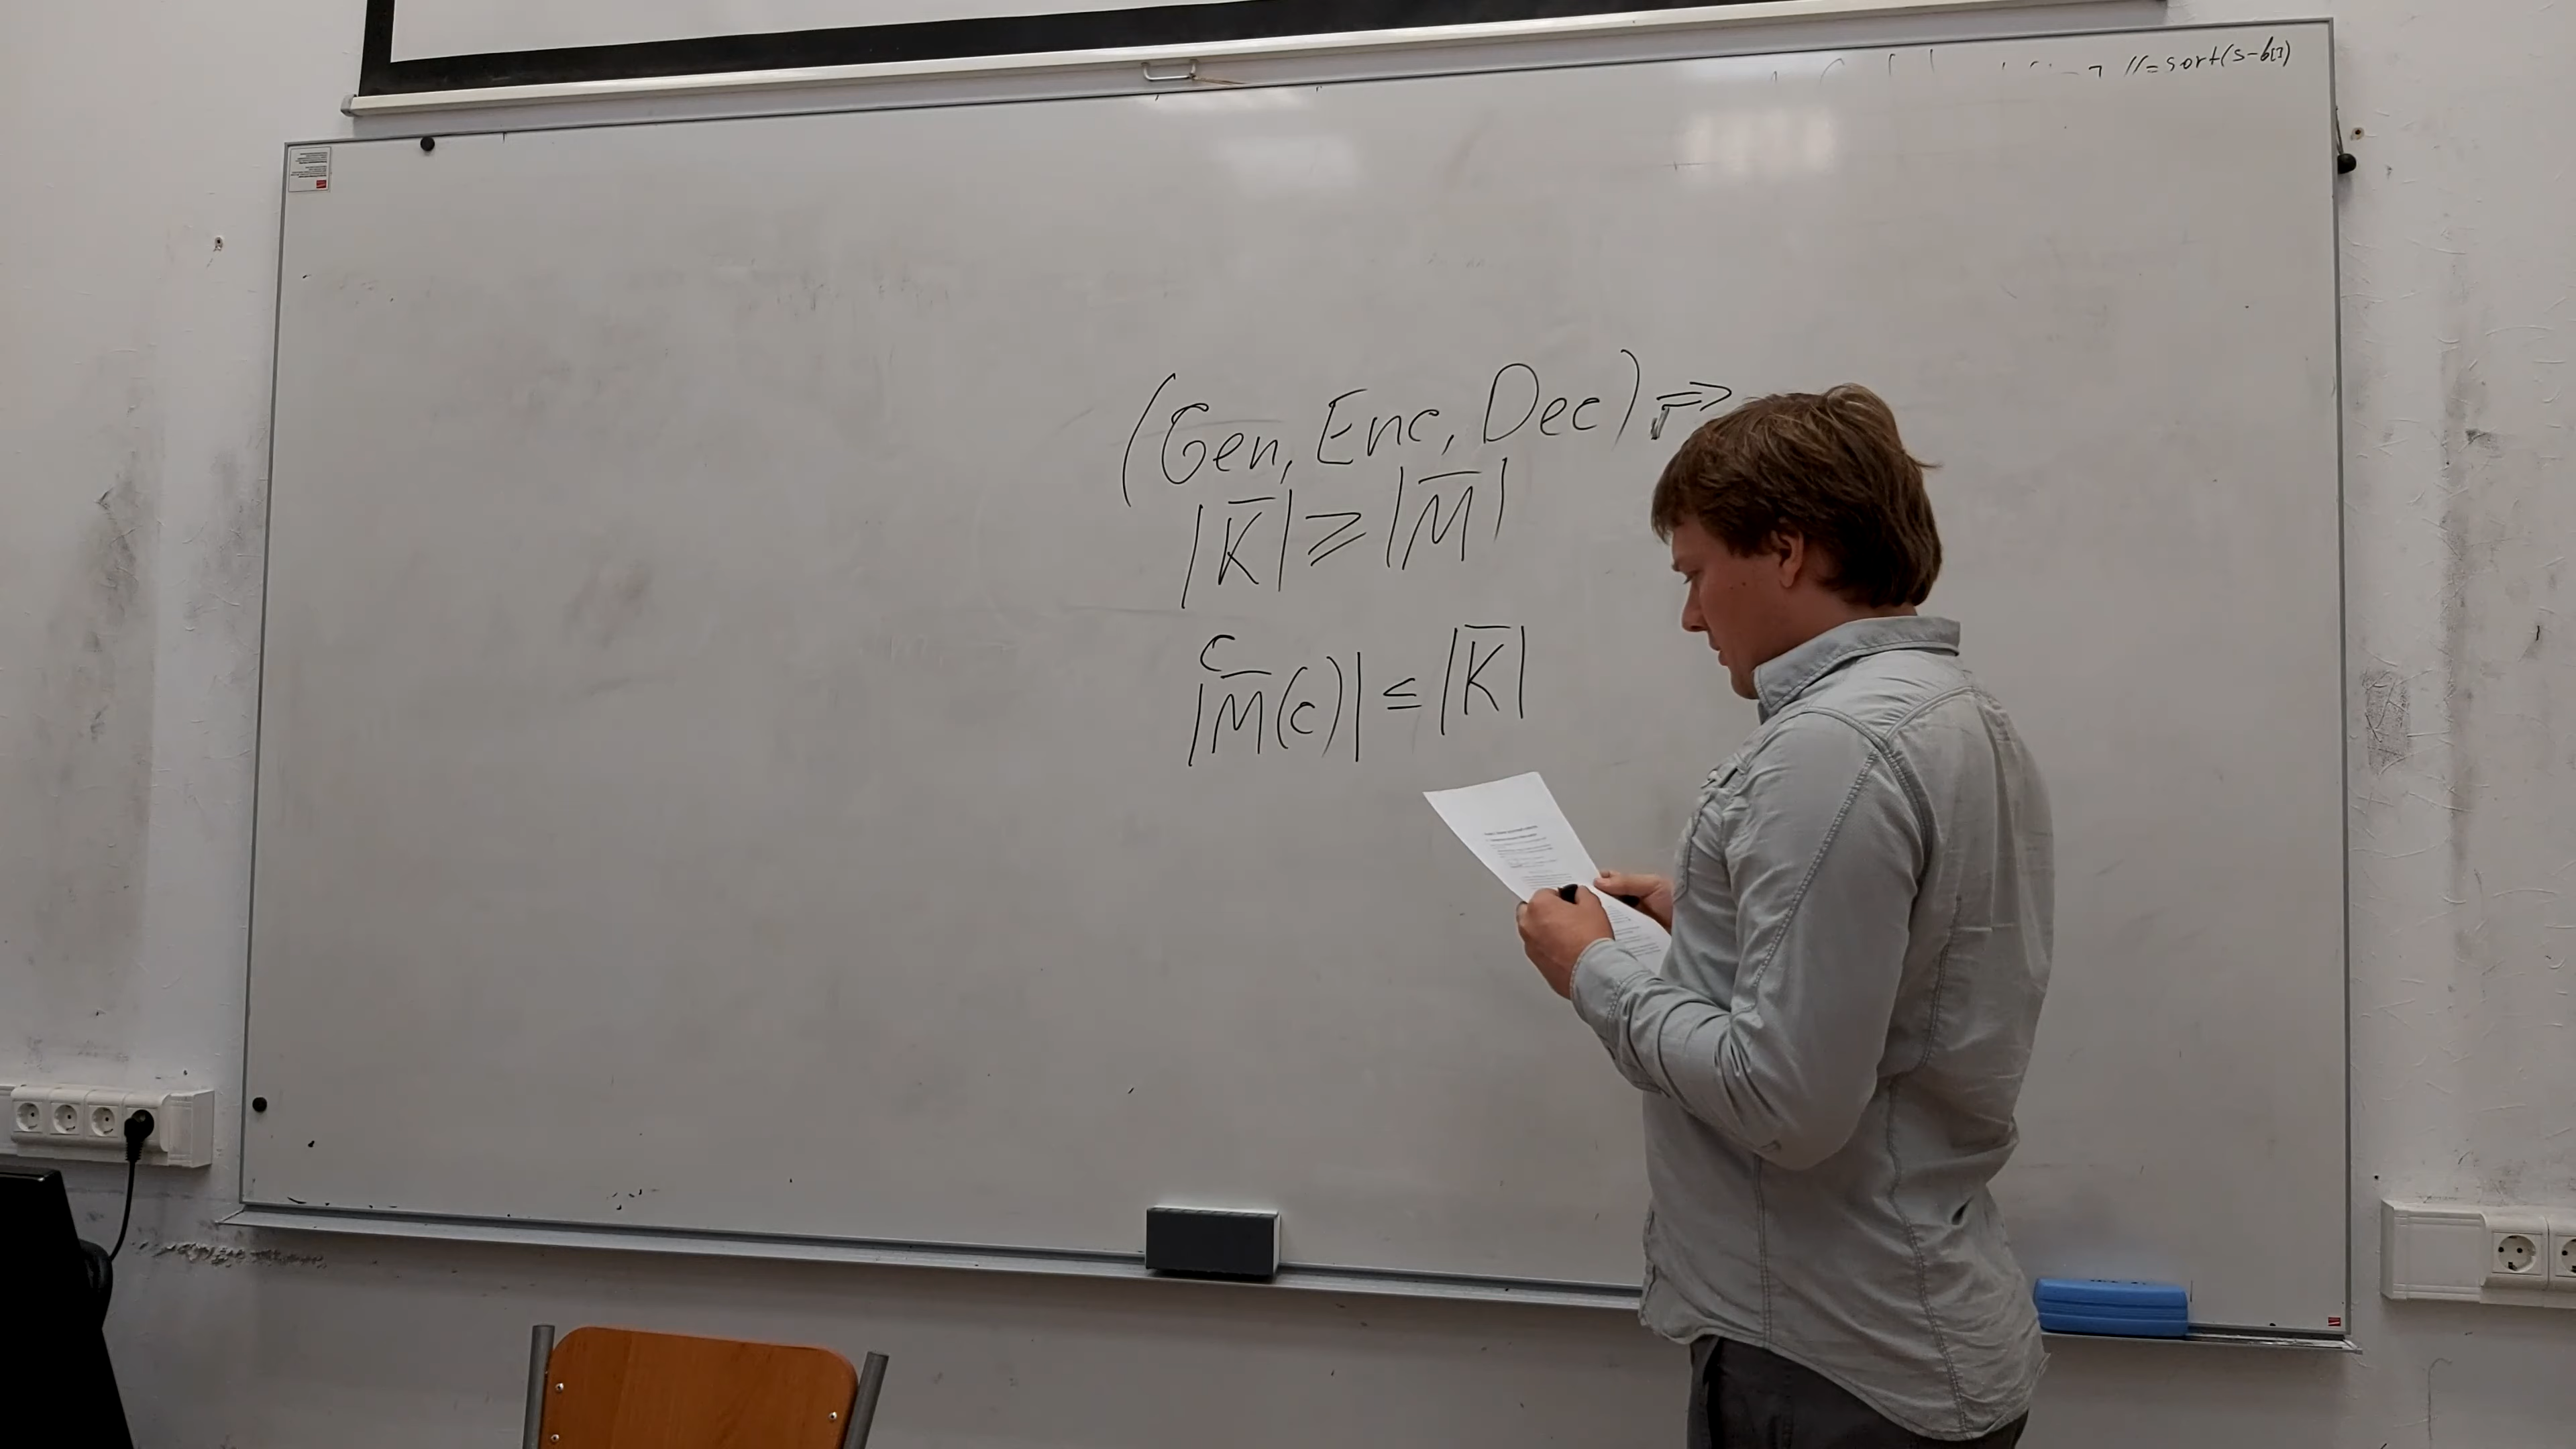 //=sort(s-b[i])
(Gen, Enc, Dec) ⇒
|K̅| ⩾ |M̅|
c
|M̅(c)| ≤ |K̅|